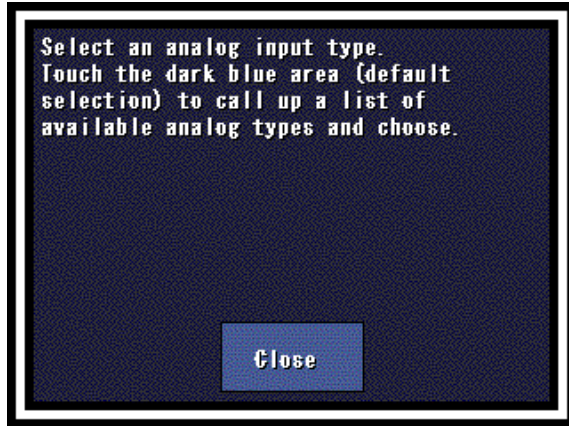 Select an analog input type.
Touch the dark blue area (default
selection) to call up a list of
available analog types and choose.
Close